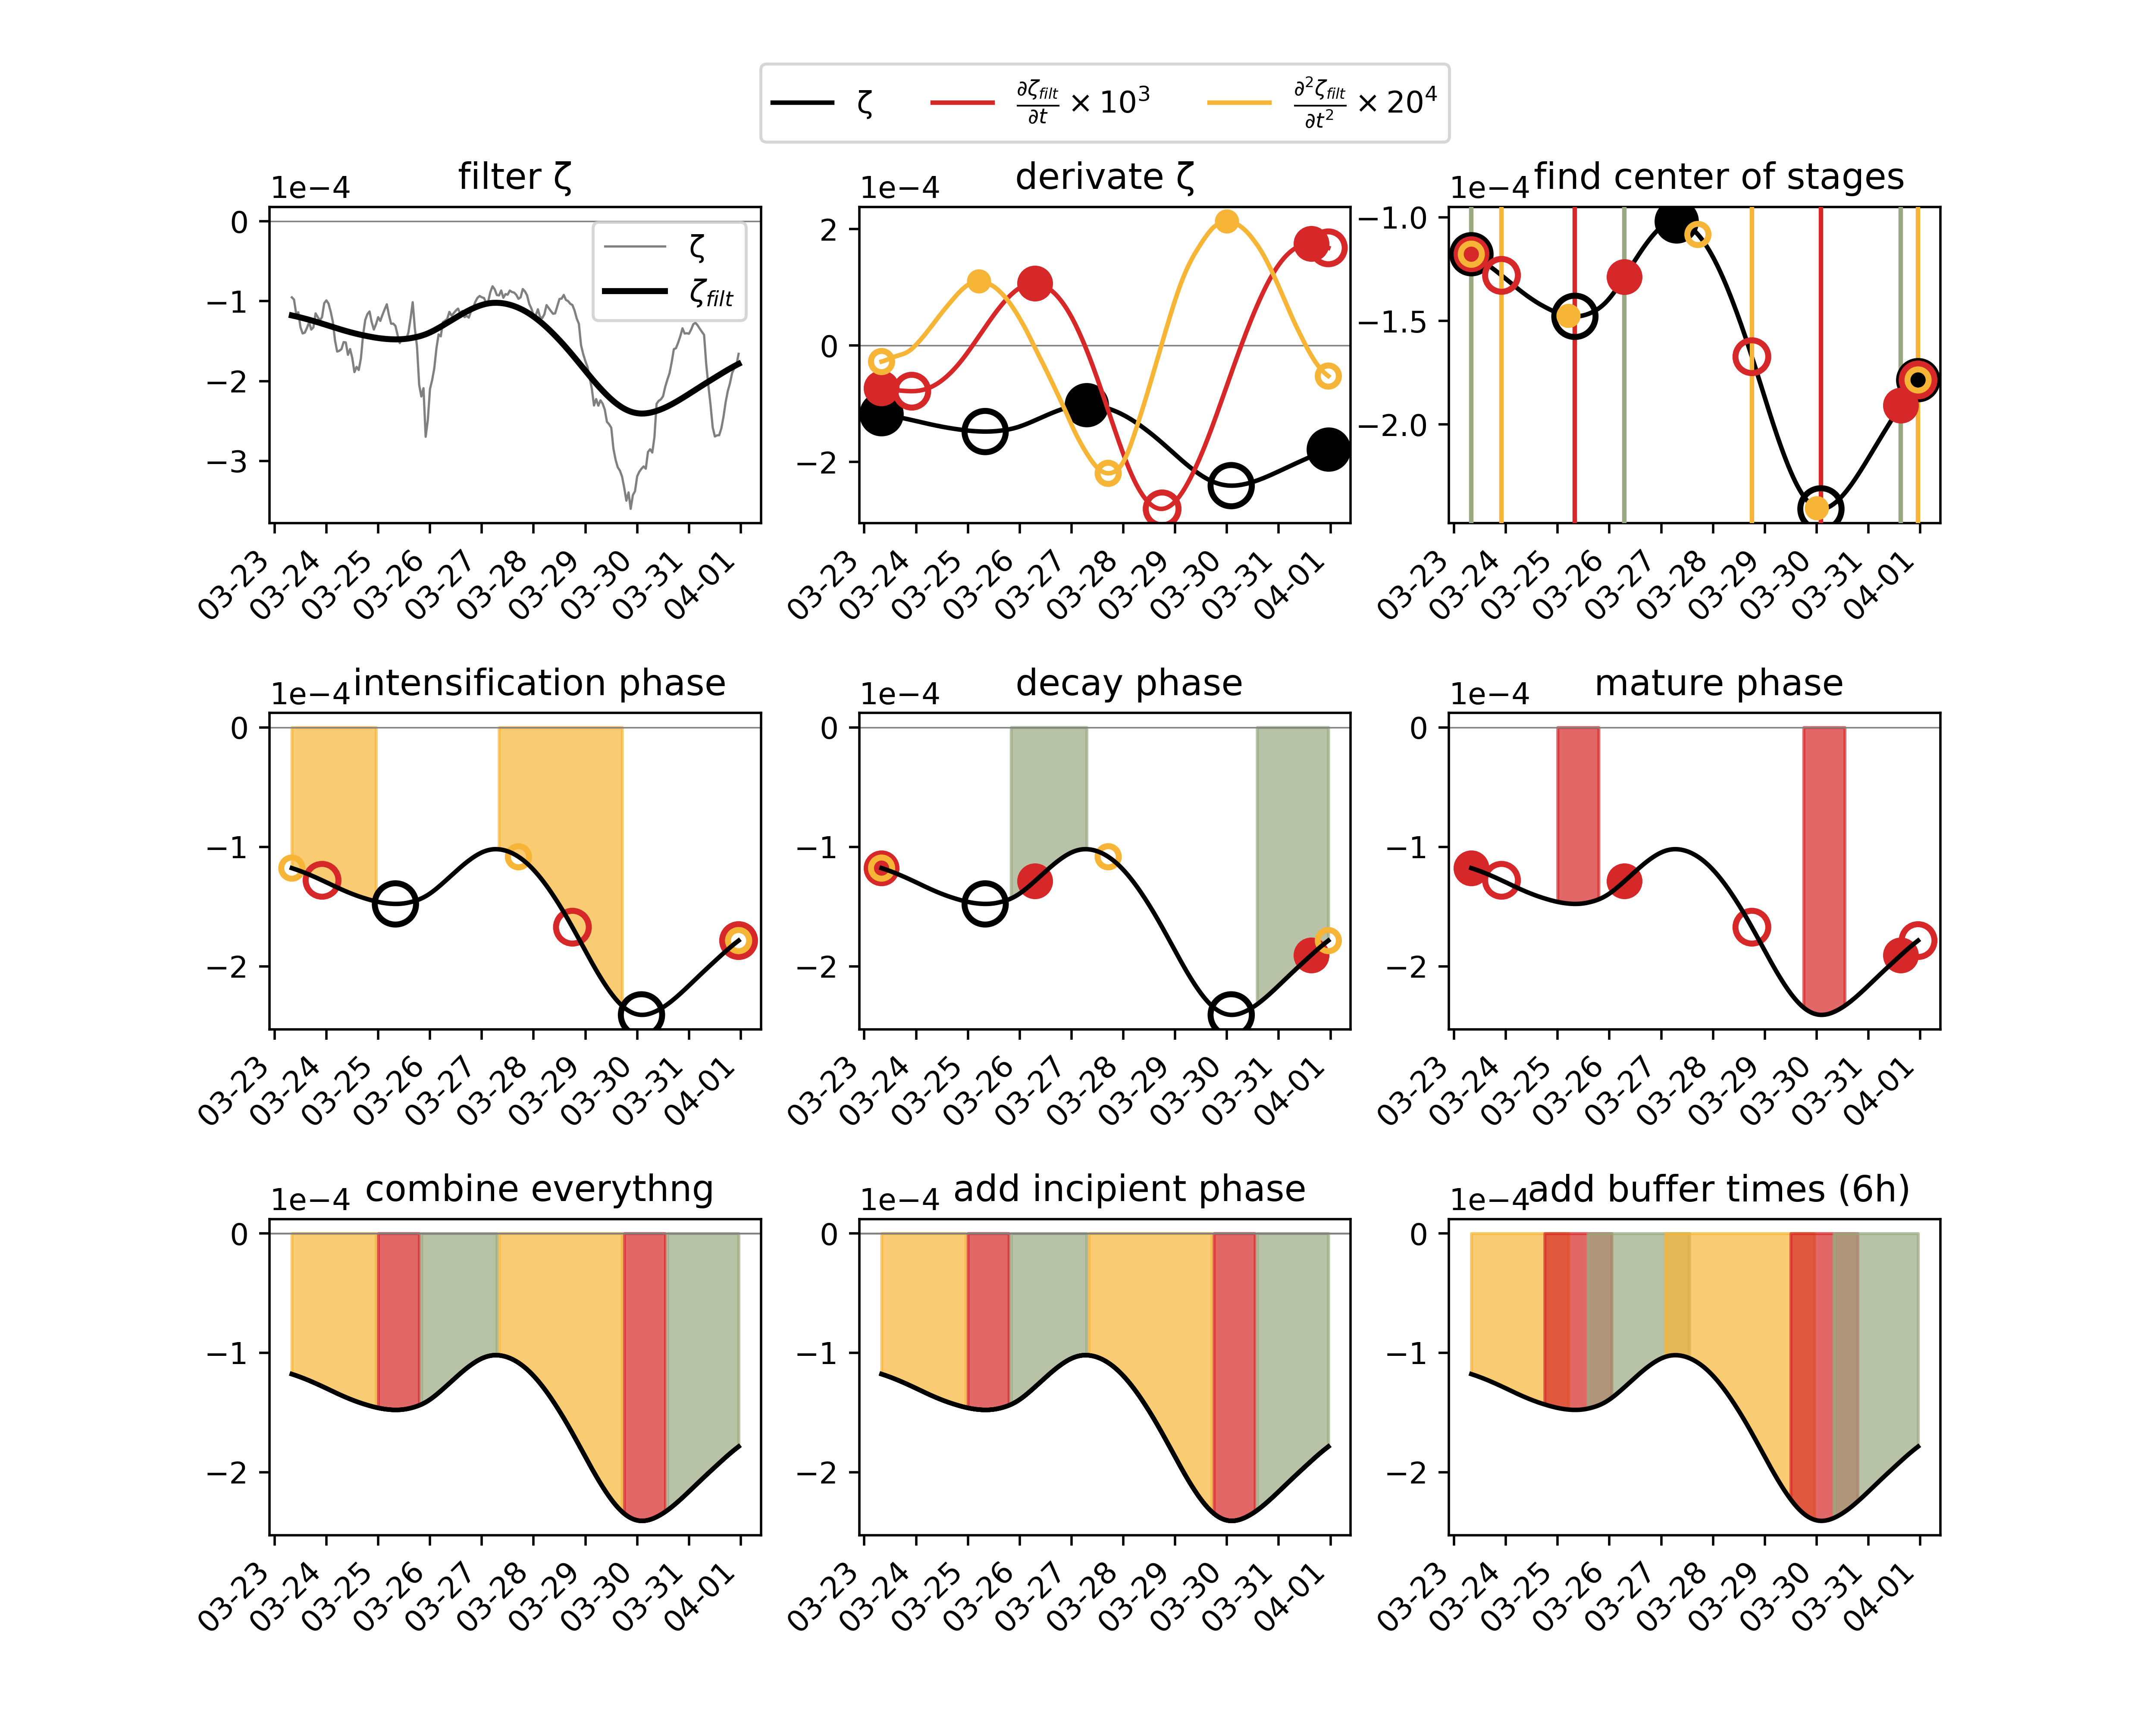 ζ ∂ζ_filt/∂t × 10³ ∂²ζ_filt/∂t² × 20⁴
filter ζ
1e−4
0
−1
−2
−3
ζ
ζ_filt
03-23 03-24 03-25 03-26 03-27 03-28 03-29 03-30 03-31 04-01
derivate ζ
1e−4
2
0
−2
03-23 03-24 03-25 03-26 03-27 03-28 03-29 03-30 03-31 04-01
find center of stages
1e−4
−1.0
−1.5
−2.0
03-23 03-24 03-25 03-26 03-27 03-28 03-29 03-30 03-31 04-01
intensification phase
1e−4
0
−1
−2
03-23 03-24 03-25 03-26 03-27 03-28 03-29 03-30 03-31 04-01
decay phase
1e−4
0
−1
−2
03-23 03-24 03-25 03-26 03-27 03-28 03-29 03-30 03-31 04-01
mature phase
1e−4
0
−1
−2
03-23 03-24 03-25 03-26 03-27 03-28 03-29 03-30 03-31 04-01
combine everythng
1e−4
0
−1
−2
03-23 03-24 03-25 03-26 03-27 03-28 03-29 03-30 03-31 04-01
add incipient phase
1e−4
0
−1
−2
03-23 03-24 03-25 03-26 03-27 03-28 03-29 03-30 03-31 04-01
add buffer times (6h)
1e−4
0
−1
−2
03-23 03-24 03-25 03-26 03-27 03-28 03-29 03-30 03-31 04-01